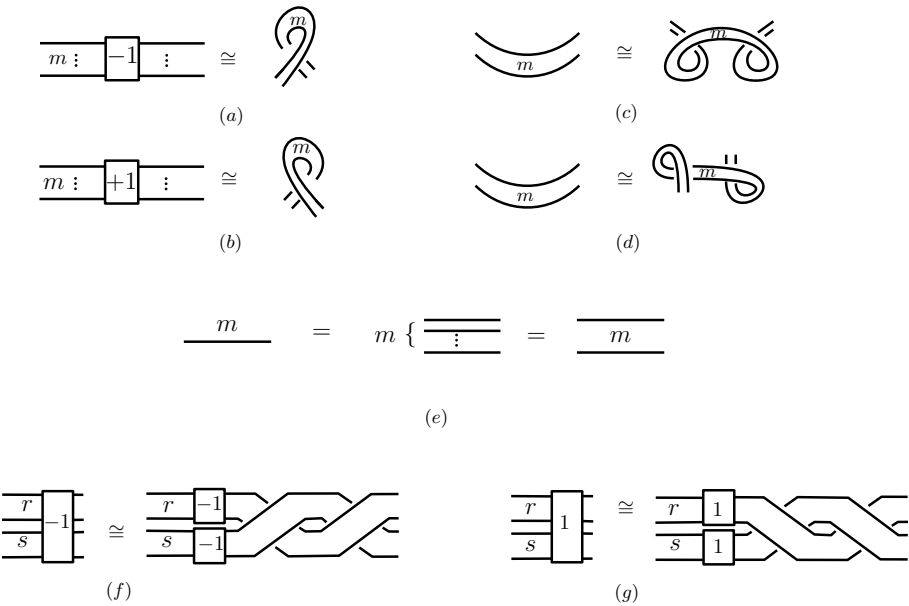 m ⋮ −1 ⋮ ≅ m
(a)
m ≅ m
(c)
m ⋮ +1 ⋮ ≅ m
(b)
m ≅ m
(d)
m = m { ⋮ = m
(e)
r s −1 ≅ r −1 s −1
(f)
r s 1 ≅ r 1 s 1
(g)